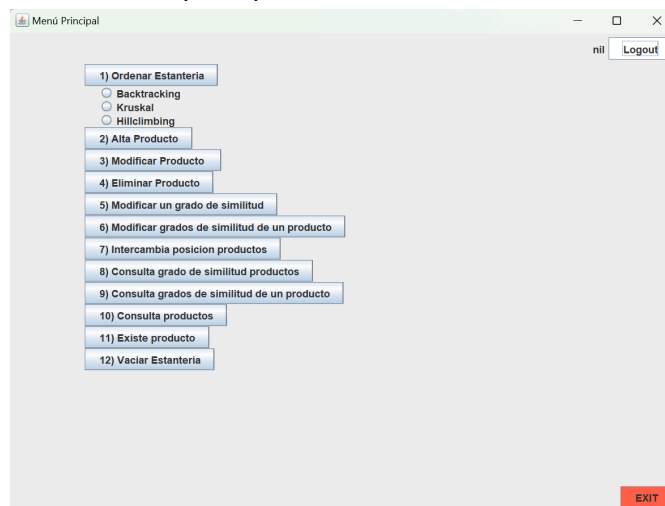 Menú Principal
nil Logout
1) Ordenar Estanteria
Backtracking
Kruskal
Hillclimbing
2) Alta Producto
3) Modificar Producto
4) Eliminar Producto
5) Modificar un grado de similitud
6) Modificar grados de similitud de un producto
7) Intercambia posicion productos
8) Consulta grado de similitud productos
9) Consulta grados de similitud de un producto
10) Consulta productos
11) Existe producto
12) Vaciar Estanteria
EXIT